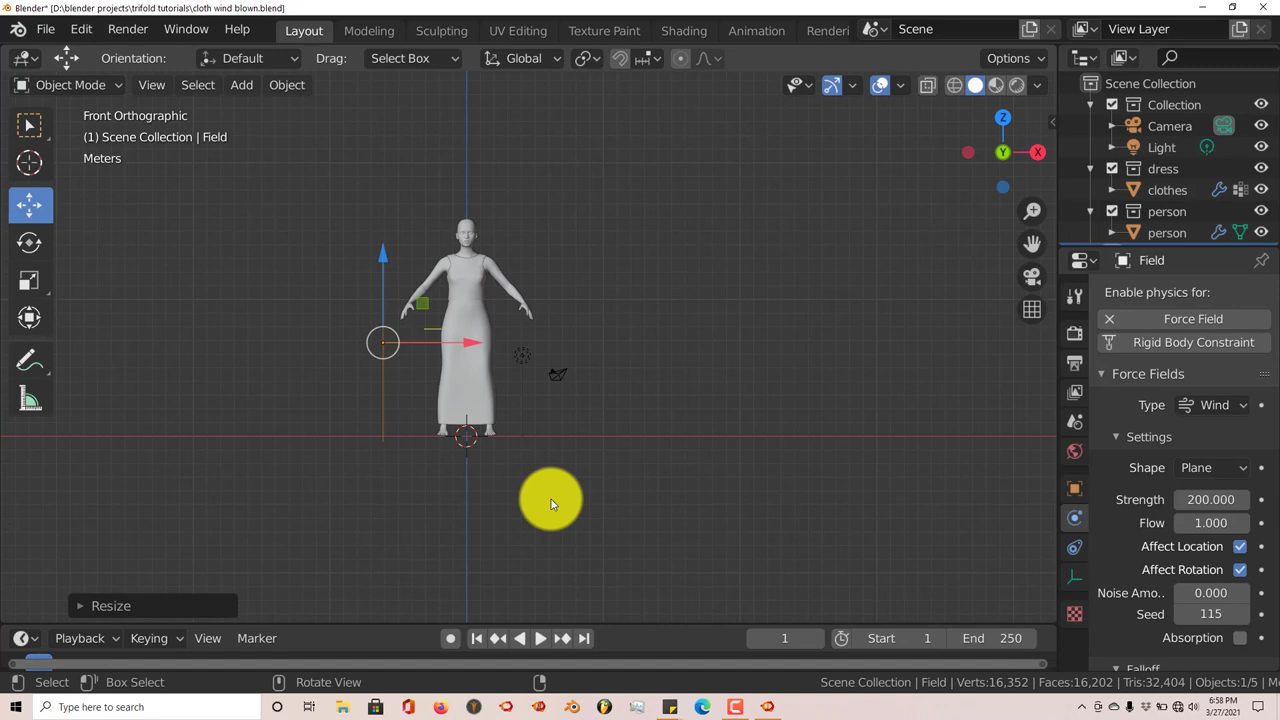 Blender* [D:\blender projects\trifold tutorials\cloth wind blown.blend]
File Edit Render Window Help Layout Modeling Sculpting UV Editing Texture Paint Shading Animation Renderi Scene View Layer
Orientation: Default Drag: Select Box Global Options
Object Mode View Select Add Object
Front Orthographic
(1) Scene Collection | Field
Meters
Z
Y
X
Scene Collection
Collection
Camera
Light
dress
clothes
person
person
Field
Enable physics for:
Force Field
Rigid Body Constraint
Force Fields
Type Wind
Settings
Shape Plane
Strength 200.000
Flow 1.000
Affect Location
Affect Rotation
Noise Amo.. 0.000
Seed 115
Absorption
Falloff
Resize
Playback Keying View Marker 1 Start 1 End 250
Select Box Select Rotate View Scene Collection | Field | Verts:16,352 | Faces:16,202 | Tris:32,404 | Objects:1/5 | Mem
Type here to search
6:58 PM
3/27/2021